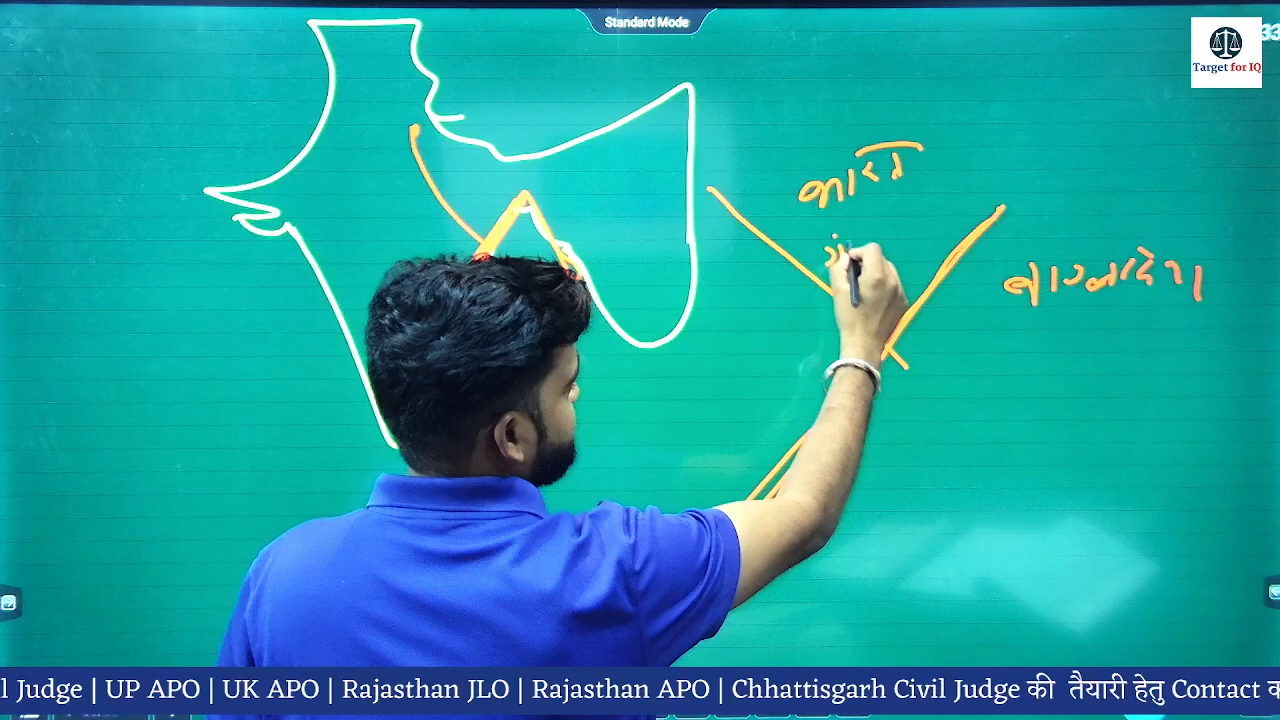 Standard Mode
33
Target for IQ
भारत
गं
बांग्लादेश
l Judge | UP APO | UK APO | Rajasthan JLO | Rajasthan APO | Chhattisgarh Civil Judge की तैयारी हेतु Contact क